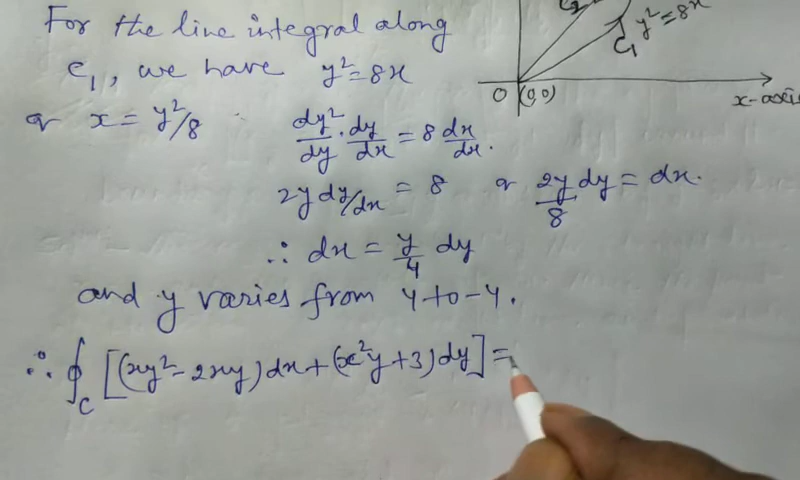 For the line integral along
C₁, we have y² = 8x
or x = y²/8
dy²/dy · dy/dx = 8 dx/dx.
2y dy/dx = 8 or 2y/8 dy = dx.
∴ dx = y/4 dy
and y varies from 4 to -4.
∴ ∮_C [(xy² - 2xy)dx + (x²y + 3)dy] =
C₂
C₁ y² = 8x
O (0,0)
x-axis